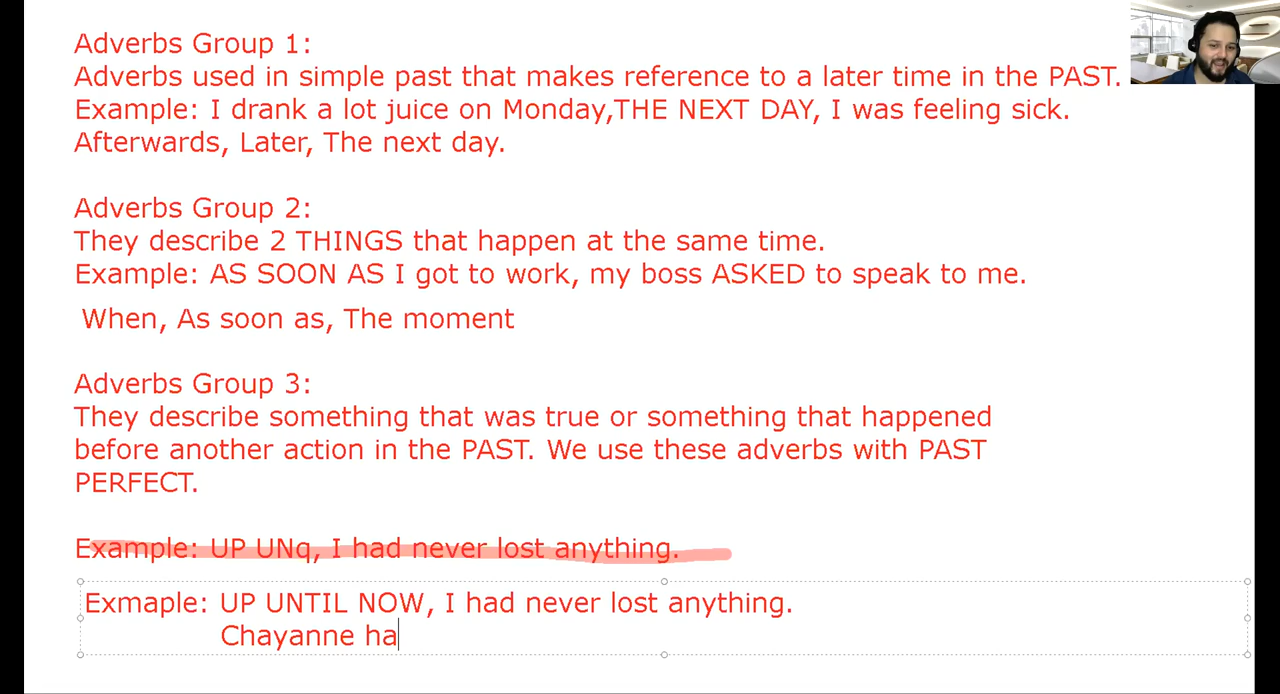 Adverbs Group 1:
Adverbs used in simple past that makes reference to a later time in the PAST.
Example: I drank a lot juice on Monday,THE NEXT DAY, I was feeling sick.
Afterwards, Later, The next day.
Adverbs Group 2:
They describe 2 THINGS that happen at the same time.
Example: AS SOON AS I got to work, my boss ASKED to speak to me.
When, As soon as, The moment
Adverbs Group 3:
They describe something that was true or something that happened
before another action in the PAST. We use these adverbs with PAST
PERFECT.
Example: UP UNq, I had never lost anything.
Exmaple: UP UNTIL NOW, I had never lost anything.
Chayanne ha